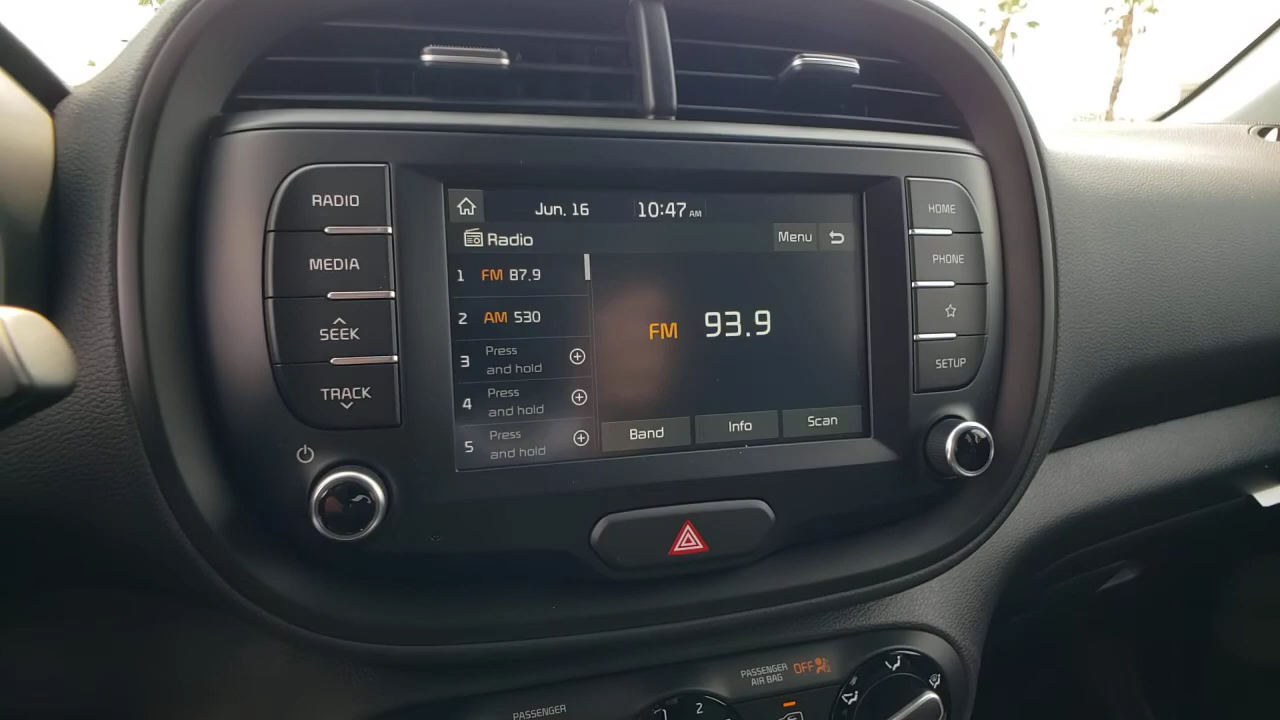 RADIO
MEDIA
SEEK
TRACK
Jun. 16 10:47 AM
Radio
Menu
1 FM 87.9
2 AM 530
3 Press and hold
4 Press and hold
5 Press and hold
FM 93.9
Band Info Scan
HOME
PHONE
SETUP
PASSENGER AIR BAG OFF
PASSENGER
1 2